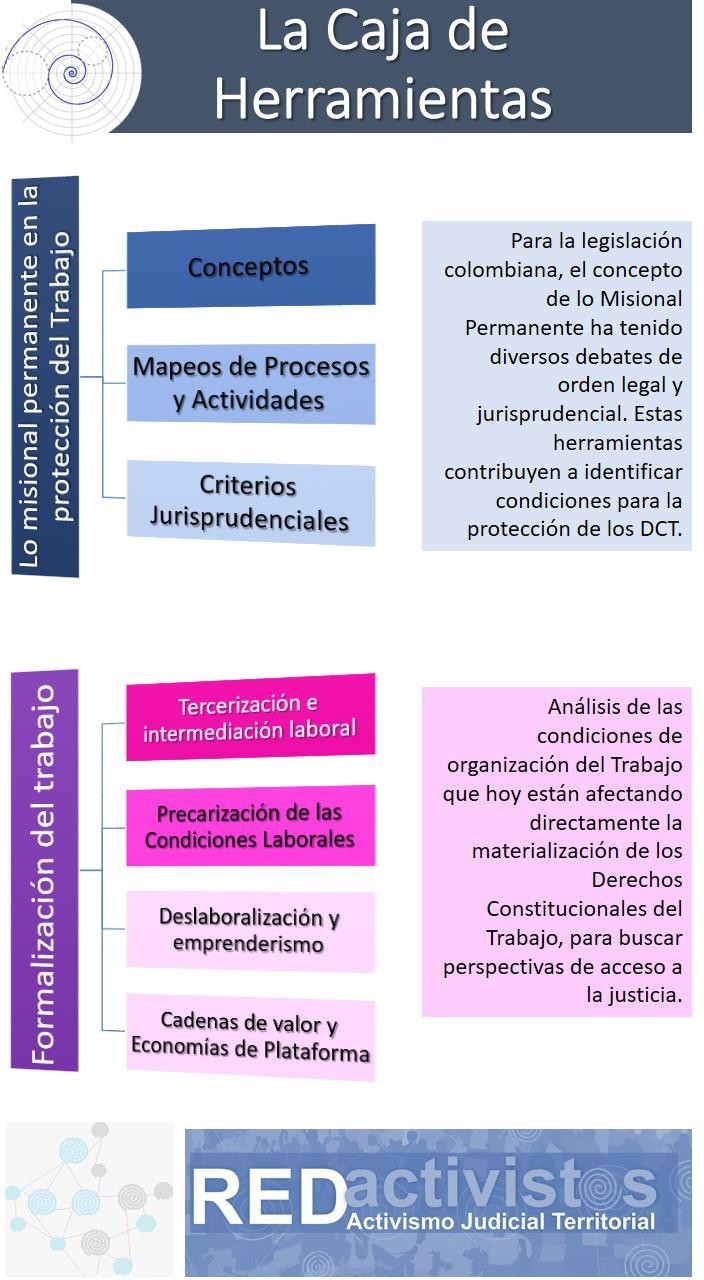 La Caja de
Herramientas
Lo misional permanente en la
protección del Trabajo
Conceptos
Mapeos de Procesos
y Actividades
Criterios
Jurisprudenciales
Para la legislación
colombiana, el concepto
de lo Misional
Permanente ha tenido
diversos debates de
orden legal y
jurisprudencial. Estas
herramientas
contribuyen a identificar
condiciones para la
protección de los DCT.
Formalización del trabajo
Tercerización e
intermediación laboral
Precarización de las
Condiciones Laborales
Deslaboralización y
emprenderismo
Cadenas de valor y
Economías de Plataforma
Análisis de las
condiciones de
organización del Trabajo
que hoy están afectando
directamente la
materialización de los
Derechos
Constitucionales del
Trabajo, para buscar
perspectivas de acceso a
la justicia.
REDactivistos
Activismo Judicial Territorial